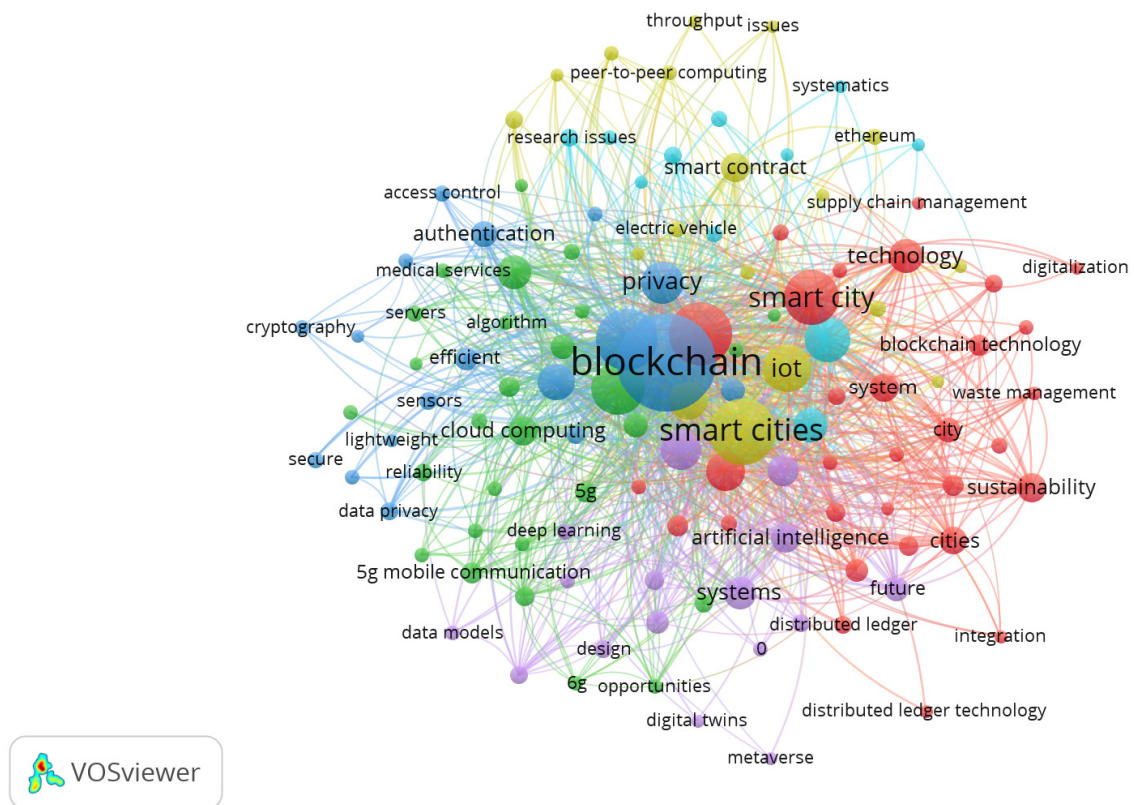 throughput
issues
peer-to-peer computing
systematics
research issues
ethereum
smart contract
access control
supply chain management
authentication
electric vehicle
technology
medical services
digitalization
privacy
smart city
servers
algorithm
cryptography
blockchain technology
efficient
blockchain
iot
system
waste management
sensors
smart cities
city
lightweight
cloud computing
secure
reliability
sustainability
5g
data privacy
deep learning
artificial intelligence
cities
5g mobile communication
systems
future
data models
distributed ledger
integration
design
0
6g
opportunities
digital twins
distributed ledger technology
metaverse
VOSviewer